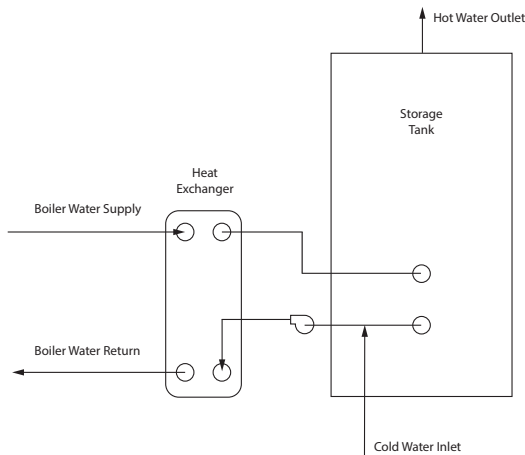 Hot Water Outlet
Storage
Tank
Heat
Exchanger
Boiler Water Supply
Boiler Water Return
Cold Water Inlet